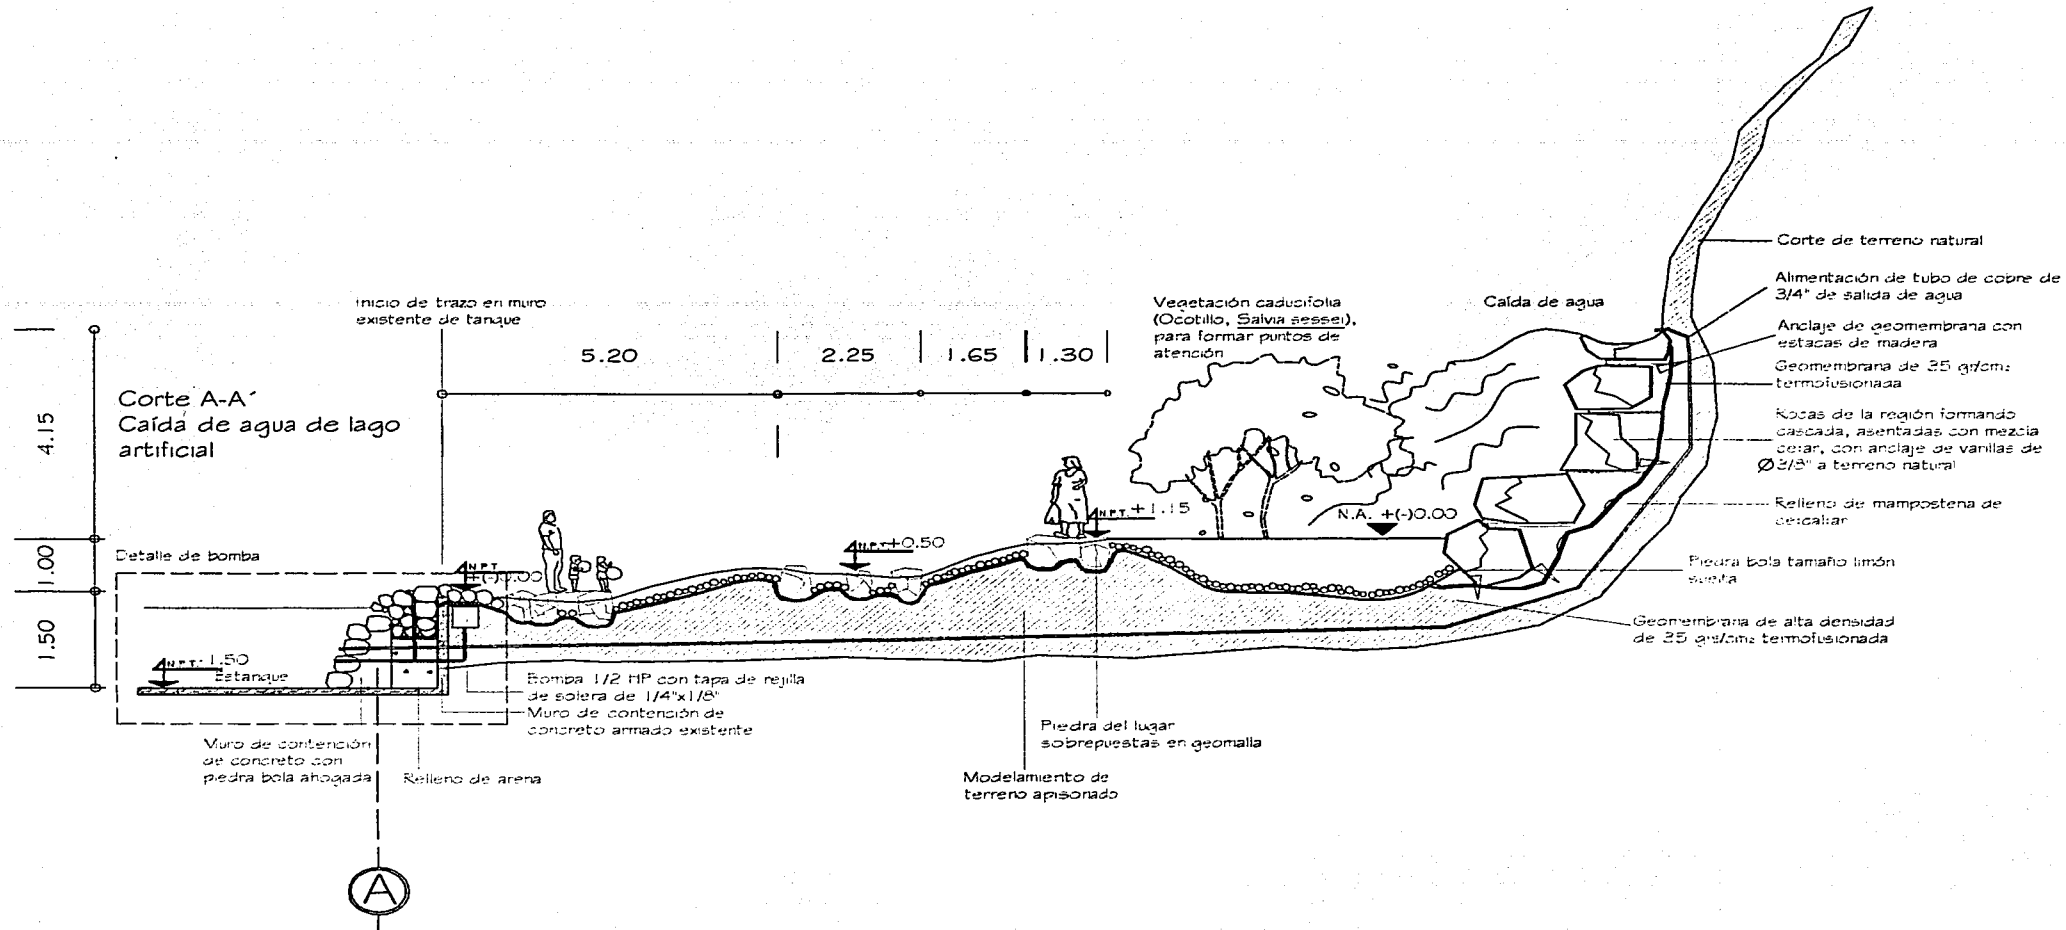 Corte de terreno natural
Alimentación de tubo de cobre de
3/4" de salida de agua
Anclaje de geomembrana con
estacas de madera
Geomembrana de 35 gr/cm2
termofusionada
Rocas de la región formando
cascada, asentadas con mezcla
con anclaje de varillas de
Ø3/8" a terreno natural
Relleno de mampostería de
Piedra bola tamaño limón
suelta
Geomembrana de alta densidad
de 35 grs/cm2 termofusionada
Inicio de trazo en muro
existente de tanque
Vegetación caducifolia
(Ocotillo, Salvia sessei),
para formar puntos de
atención
Caída de agua
5.20
2.25
1.65
1.30
4.15
1.00
1.50
Corte A-A´
Caída de agua de lago
artificial
Detalle de bomba
N.P.T.
+(-)0.00
N.P.T.+0.50
N.P.T.+1.15
N.A. +(-)0.00
N.P.T.-1.50
Estanque
Bomba 1/2 HP con tapa de rejilla
de solera de 1/4"x1/8"
Muro de contención de
concreto armado existente
Muro de contención
de concreto con
piedra bola ahogada
Relleno de arena
Piedra del lugar
sobrepuestas en geomalla
Modelamiento de
terreno apisonado
A